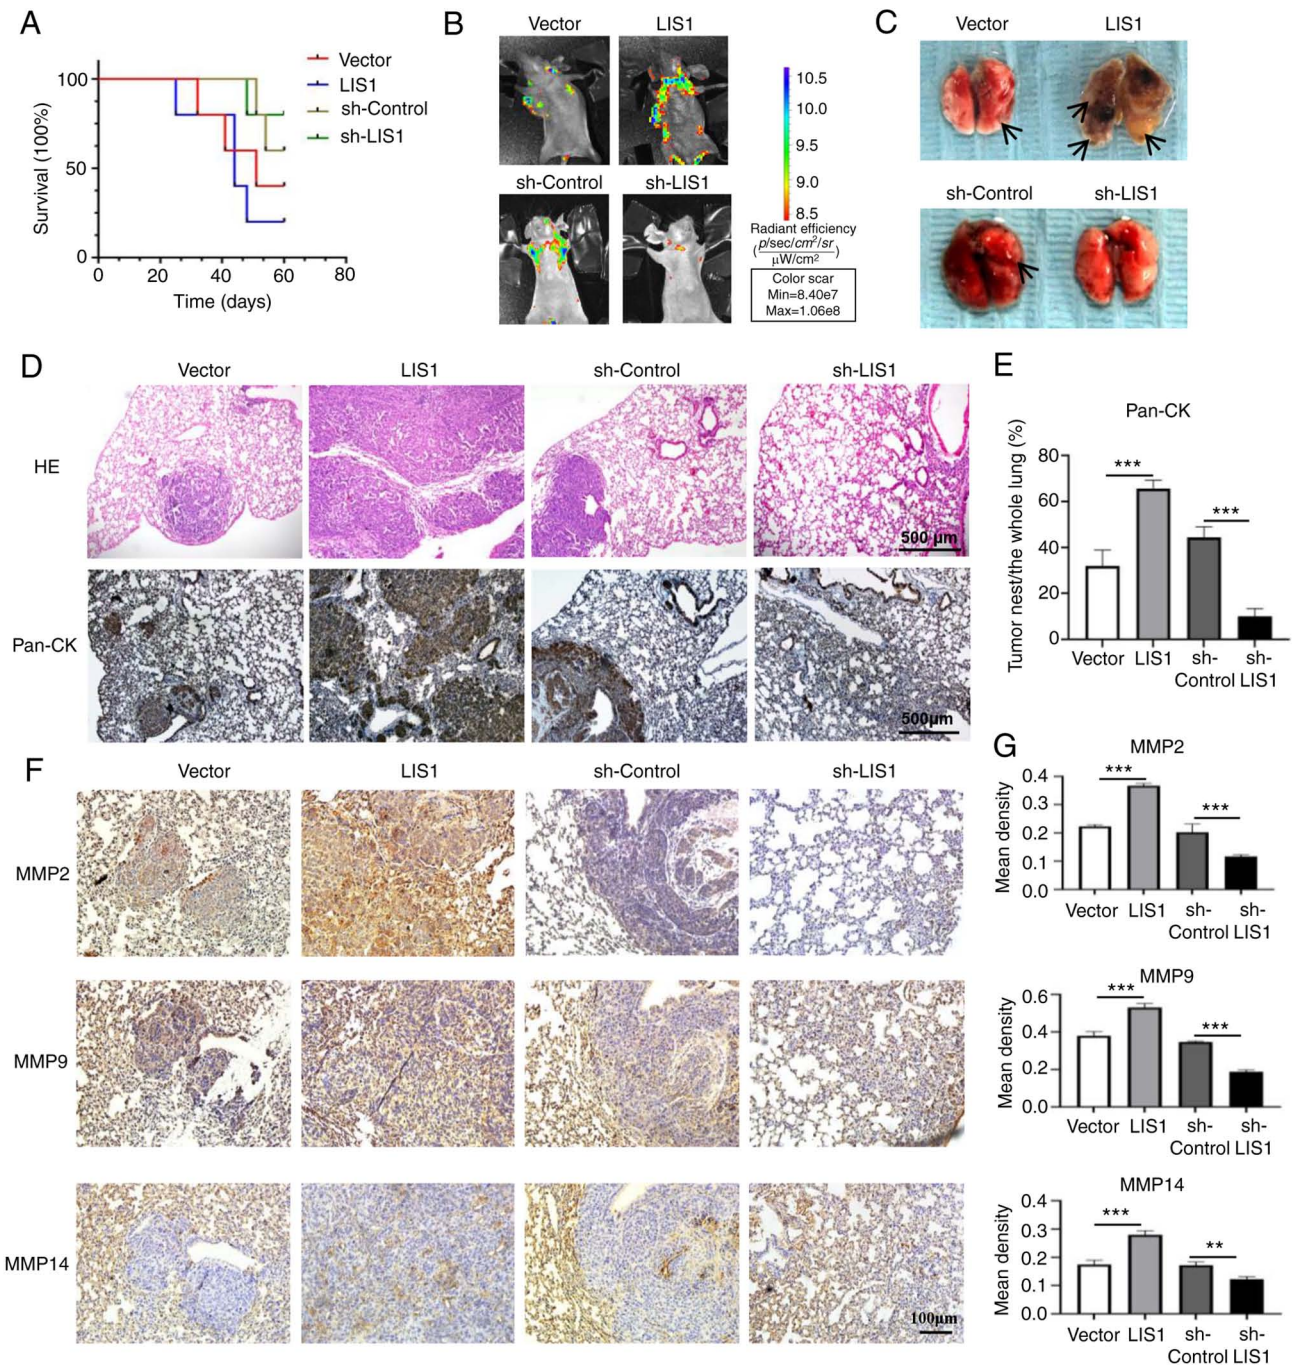 A
Vector
LIS1
sh-Control
sh-LIS1
100
50
0
Survival (100%)
0 20 40 60 80
Time (days)
B
Vector LIS1
sh-Control sh-LIS1
10.5
10.0
9.5
9.0
8.5
Radiant efficiency
(p/sec/cm²/sr
μW/cm²)
Color scar
Min=8.40e7
Max=1.06e8
C
Vector LIS1
sh-Control sh-LIS1
D
Vector LIS1 sh-Control sh-LIS1
HE
500 μm
Pan-CK
500μm
E
Pan-CK
Tumor nest/the whole lung (%)
80
60
40
20
0
***
***
Vector LIS1 sh- sh-
Control LIS1
F
Vector LIS1 sh-Control sh-LIS1
MMP2
MMP9
MMP14
100μm
G
MMP2
Mean density
0.4
0.3
0.2
0.1
0.0
***
***
Vector LIS1 sh- sh-
Control LIS1
MMP9
Mean density
0.6
0.4
0.2
0.0
***
***
Vector LIS1 sh- sh-
Control LIS1
MMP14
Mean density
0.4
0.3
0.2
0.1
0.0
***
**
Vector LIS1 sh- sh-
Control LIS1